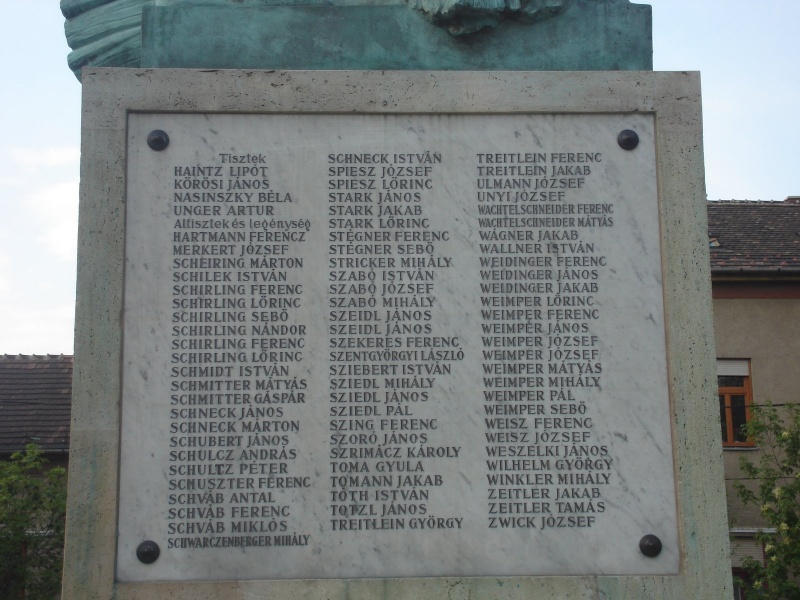 Tisztek
HAINTZ LIPÓT
KŐRÖSI JÁNOS
NASINSZKY BÉLA
UNGER ARTUR
Altisztek és legénység
HARTMANN FERENCZ
MERKERT JÓZSEF
SCHEIRING MÁRTON
SCHILEK ISTVÁN
SCHIRLING FERENC
SCHIRLING LŐRINC
SCHIRLING SEBŐ
SCHIRLING NÁNDOR
SCHIRLING FERENC
SCHIRLING LŐRINC
SCHMIDT ISTVÁN
SCHMITTER MÁTYÁS
SCHMITTER GÁSPÁR
SCHNECK JÁNOS
SCHNECK MÁRTON
SCHUBERT JÁNOS
SCHULCZ ANDRÁS
SCHULTZ PÉTER
SCHUSZTER FERENC
SCHVÁB ANTAL
SCHVÁB FERENC
SCHVÁB MIKLÓS
SCHWARCZENBERGER MIHÁLY
SCHNECK ISTVÁN
SPIESZ JÓZSEF
SPIESZ LŐRINC
STARK JÁNOS
STARK JAKAB
STARK LŐRINC
STÉGNER FERENC
STÉGNER SEBŐ
STRICKER MIHÁLY
SZABÓ ISTVÁN
SZABÓ JÓZSEF
SZABÓ MIHÁLY
SZEIDL JÁNOS
SZEIDL JÁNOS
SZEKERES FERENC
SZENTGYÖRGYI LÁSZLÓ
SZIEBERT ISTVÁN
SZIEDL MIHÁLY
SZIEDL JÁNOS
SZIEDL PÁL
SZING FERENC
SZORÓ JÁNOS
SZRIMÁCZ KÁROLY
TOMA GYULA
TOMANN JAKAB
TÓTH ISTVÁN
TOTZL JÁNOS
TREITLEIN GYÖRGY
TREITLEIN FERENC
TREITLEIN JAKAB
ULMANN JÓZSEF
UNYI JÓZSEF
WACHTELSCHNEIDER FERENC
WACHTELSCHNEIDER MÁTYÁS
WÁGNER JAKAB
WALLNER ISTVÁN
WEIDINGER FERENC
WEIDINGER JÁNOS
WEIDINGER JAKAB
WEIMPER LŐRINC
WEIMPER FERENC
WEIMPER JÁNOS
WEIMPER JÓZSEF
WEIMPER JÓZSEF
WEIMPER MÁTYÁS
WEIMPER MIHÁLY
WEIMPER PÁL
WEIMPER SEBŐ
WEISZ FERENC
WEISZ JÓZSEF
WESZELKI JÁNOS
WILHELM GYÖRGY
WINKLER MIHÁLY
ZEITLER JAKAB
ZEITLER TAMÁS
ZWICK JÓZSEF